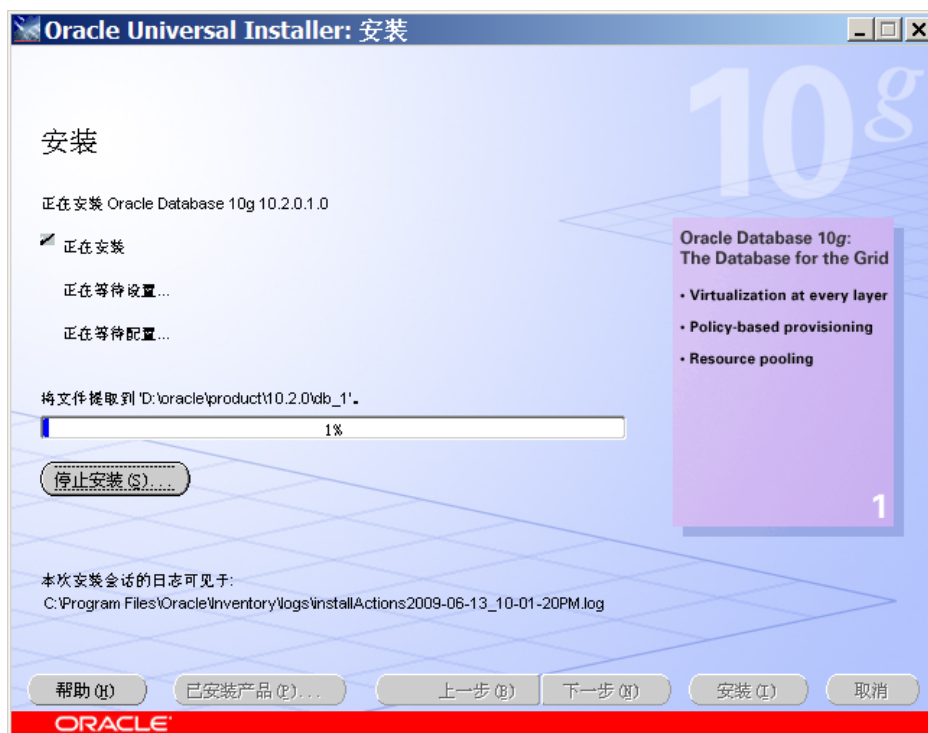 Oracle Universal Installer: 安装
10g
安装
正在安装 Oracle Database 10g 10.2.0.1.0
正在安装
正在等待设置...
正在等待配置...
Oracle Database 10g:
The Database for the Grid
• Virtualization at every layer
• Policy-based provisioning
• Resource pooling
1
将文件提取到 'D:\oracle\product\10.2.0\db_1'。
1%
停止安装(S)...
本次安装会话的日志可见于:
C:\Program Files\Oracle\Inventory\logs\installActions2009-06-13_10-01-20PM.log
帮助(H) 已安装产品(P)... 上一步(B) 下一步(N) 安装(I) 取消
ORACLE